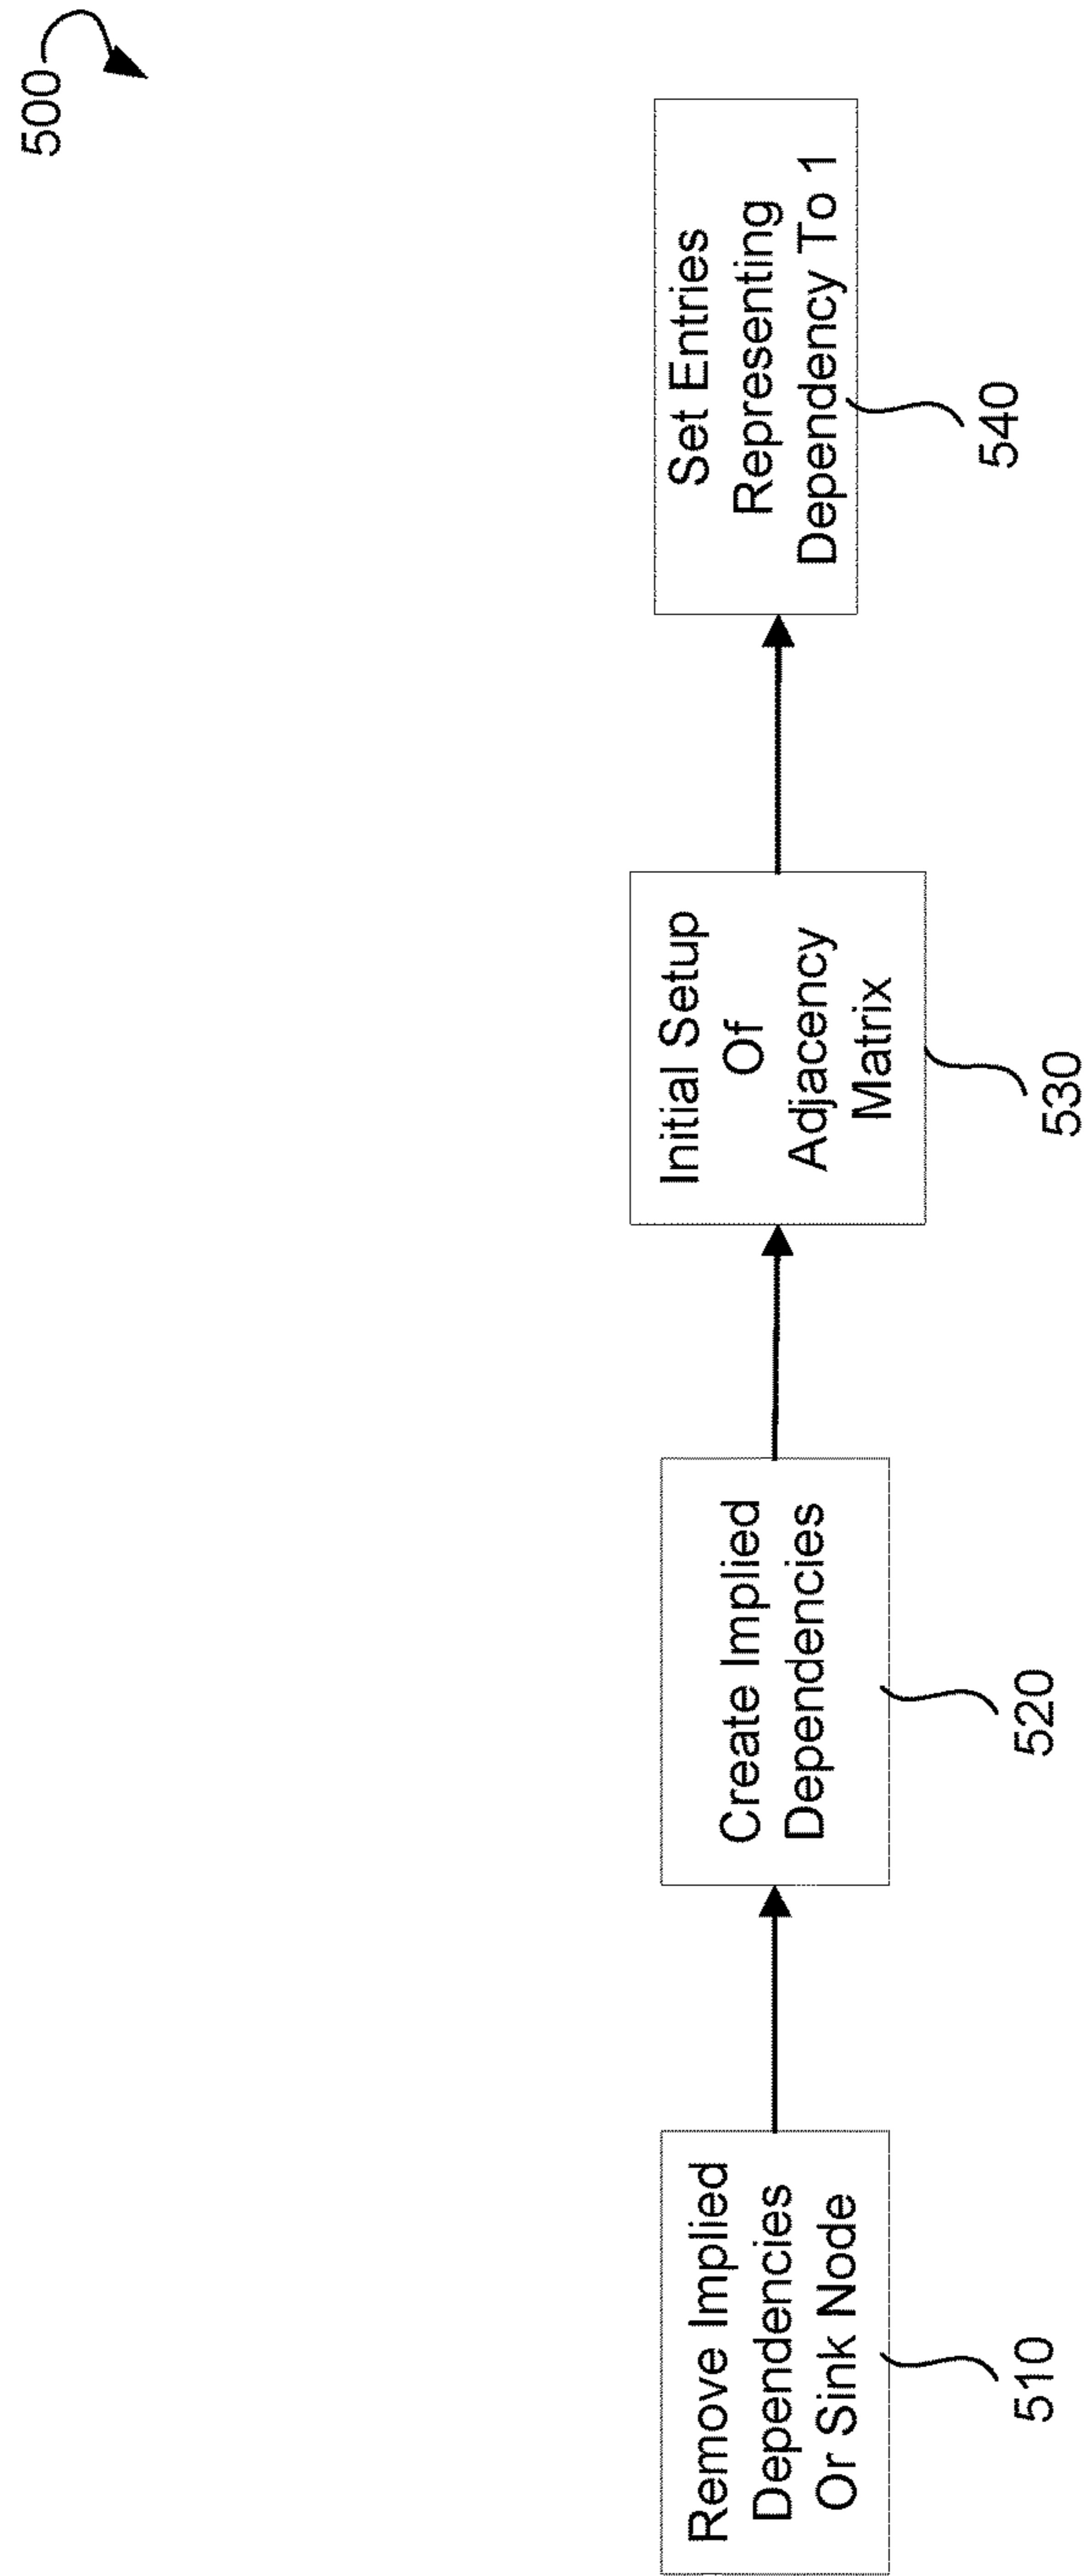 500
Remove Implied
Dependencies
Or Sink Node
510
Create Implied
Dependencies
520
Initial Setup
Of
Adjacency
Matrix
530
Set Entries
Representing
Dependency To 1
540